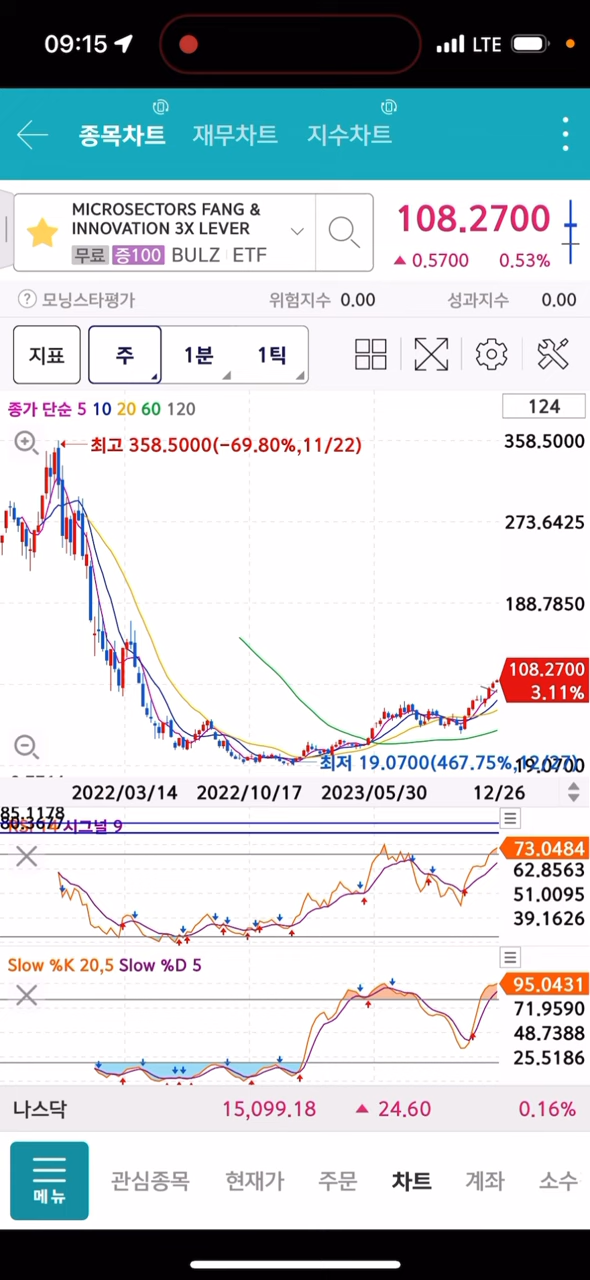 09:15
LTE
종목차트 재무차트 지수차트
MICROSECTORS FANG &
INNOVATION 3X LEVER
무료 증100 BULZ ETF
108.2700
▲ 0.5700 0.53%
? 모닝스타평가 위험지수 0.00 성과지수 0.00
지표 주 1분 1틱
종가 단순 5 10 20 60 120
124
최고 358.5000(-69.80%,11/22)
358.5000
273.6425
188.7850
108.2700
3.11%
최저 19.0700(467.75%,12/27)
19.0700
2022/03/14 2022/10/17 2023/05/30 12/26
85.1178
시그널 9
73.0484
62.8563
51.0095
39.1626
Slow %K 20,5 Slow %D 5
95.0431
71.9590
48.7388
25.5186
나스닥 15,099.18 ▲ 24.60 0.16%
메뉴 관심종목 현재가 주문 차트 계좌 소수